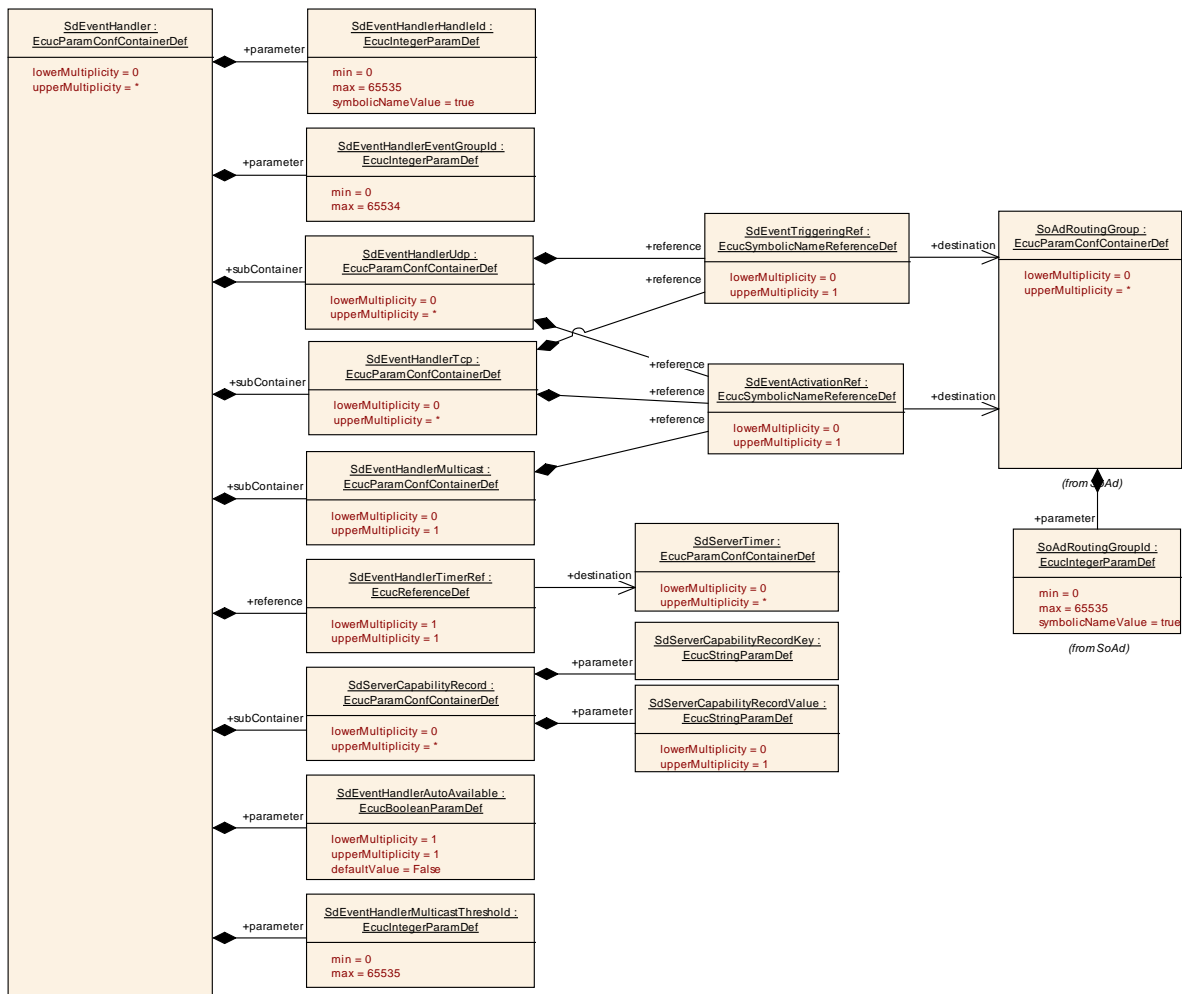 SdEventHandler :
EcucParamConfContainerDef
lowerMultiplicity = 0
upperMultiplicity = *
+parameter
SdEventHandlerHandleId :
EcucIntegerParamDef
min = 0
max = 65535
symbolicNameValue = true
+parameter
SdEventHandlerEventGroupId :
EcucIntegerParamDef
min = 0
max = 65534
+subContainer
SdEventHandlerUdp :
EcucParamConfContainerDef
lowerMultiplicity = 0
upperMultiplicity = *
+reference
+reference
SdEventTriggeringRef :
EcucSymbolicNameReferenceDef
lowerMultiplicity = 0
upperMultiplicity = 1
+destination
SoAdRoutingGroup :
EcucParamConfContainerDef
lowerMultiplicity = 0
upperMultiplicity = *
(from SoAd)
+subContainer
SdEventHandlerTcp :
EcucParamConfContainerDef
lowerMultiplicity = 0
upperMultiplicity = *
+reference
+reference
+reference
SdEventActivationRef :
EcucSymbolicNameReferenceDef
lowerMultiplicity = 0
upperMultiplicity = 1
+destination
+subContainer
SdEventHandlerMulticast :
EcucParamConfContainerDef
lowerMultiplicity = 0
upperMultiplicity = 1
+parameter
SoAdRoutingGroupId :
EcucIntegerParamDef
min = 0
max = 65535
symbolicNameValue = true
(from SoAd)
+reference
SdEventHandlerTimerRef :
EcucReferenceDef
lowerMultiplicity = 1
upperMultiplicity = 1
+destination
SdServerTimer :
EcucParamConfContainerDef
lowerMultiplicity = 0
upperMultiplicity = *
+subContainer
SdServerCapabilityRecord :
EcucParamConfContainerDef
lowerMultiplicity = 0
upperMultiplicity = *
+parameter
SdServerCapabilityRecordKey :
EcucStringParamDef
+parameter
SdServerCapabilityRecordValue :
EcucStringParamDef
lowerMultiplicity = 0
upperMultiplicity = 1
+parameter
SdEventHandlerAutoAvailable :
EcucBooleanParamDef
lowerMultiplicity = 1
upperMultiplicity = 1
defaultValue = False
+parameter
SdEventHandlerMulticastThreshold :
EcucIntegerParamDef
min = 0
max = 65535